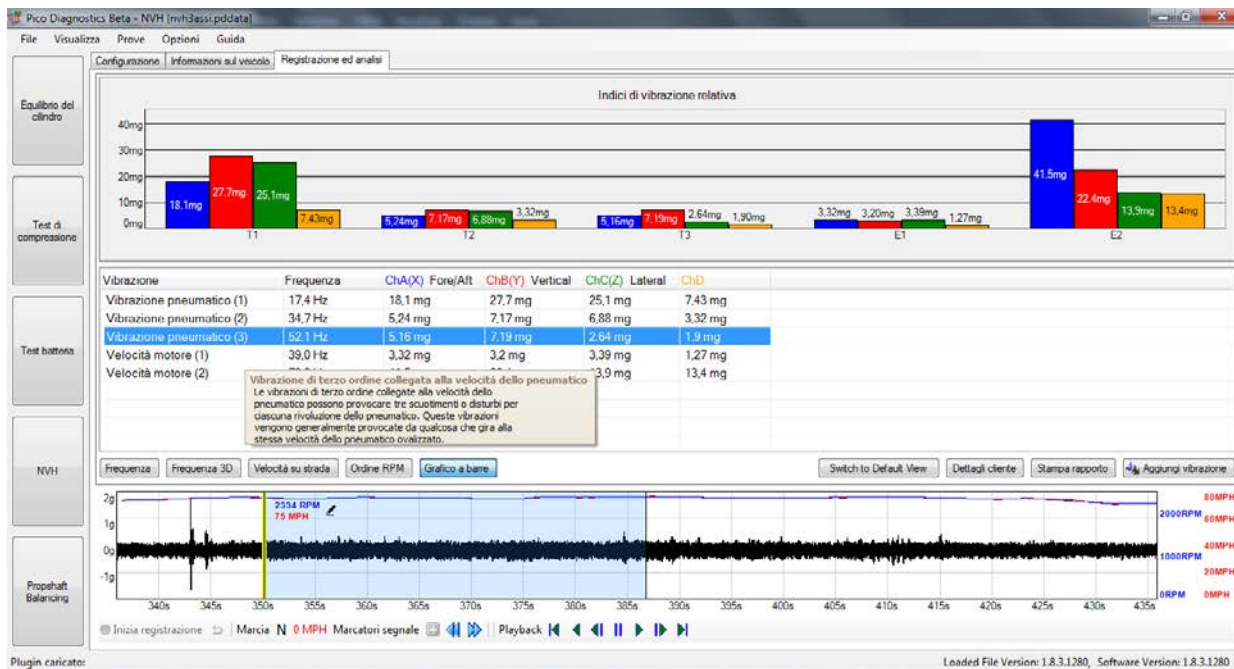 Pico Diagnostics Beta - NVH [nvh3assi.pddata]
File Visualizza Prove Opzioni Guida
Configurazione Informazioni sul veicolo Registrazione ed analisi
Equilibrio del
cilindro
Test di
compressione
Test batteria
NVH
Propshaft
Balancing
Indici di vibrazione relativa
40mg
30mg
20mg
10mg
0mg
18.1mg 27,7mg 25,1mg 7,43mg
5,24mg 7,17mg 6,88mg 3,32mg
5,16mg 7,19mg 2.64mg 1,90mg
3,32mg 3,20mg 3,39mg 1,27mg
41.5mg 22.4mg 13,9mg 13,4mg
T1 T2 T3 E1 E2
Vibrazione Frequenza ChA(X) Fore/Aft ChB(Y) Vertical ChC(Z) Lateral ChD
Vibrazione pneumatico (1) 17,4 Hz 18,1 mg 27,7 mg 25,1 mg 7,43 mg
Vibrazione pneumatico (2) 34,7 Hz 5,24 mg 7,17 mg 6,88 mg 3,32 mg
Vibrazione pneumatico (3) 52.1 Hz 5,16 mg 7,19 mg 2.64 mg 1.9 mg
Velocità motore (1) 39,0 Hz 3,32 mg 3,2 mg 3,39 mg 1,27 mg
Velocità motore (2) 13,9 mg 13,4 mg
Vibrazione di terzo ordine collegata alla velocità dello pneumatico
Le vibrazioni di terzo ordine collegate alla velocità dello
pneumatico possono provocare tre scuotimenti o disturbi per
ciascuna rivoluzione dello pneumatico. Queste vibrazioni
vengono generalmente provocate da qualcosa che gira alla
stessa velocità dello pneumatico ovalizzato.
Frequenza Frequenza 3D Velocità su strada Ordine RPM Grafico a barre Switch to Default View Dettagli cliente Stampa rapporto Aggiungi vibrazione
2g
1g
0g
-1g
2334 RPM
75 MPH
80MPH
2000RPM 60MPH
40MPH
1000RPM
20MPH
0RPM 0MPH
340s 345s 350s 355s 360s 365s 370s 375s 380s 385s 390s 395s 400s 405s 410s 415s 420s 425s 430s 435s
Inizia registrazione Marcia N 0 MPH Marcatori segnale Playback
Plugin caricato: Loaded File Version: 1.8.3.1280, Software Version: 1.8.3.1280